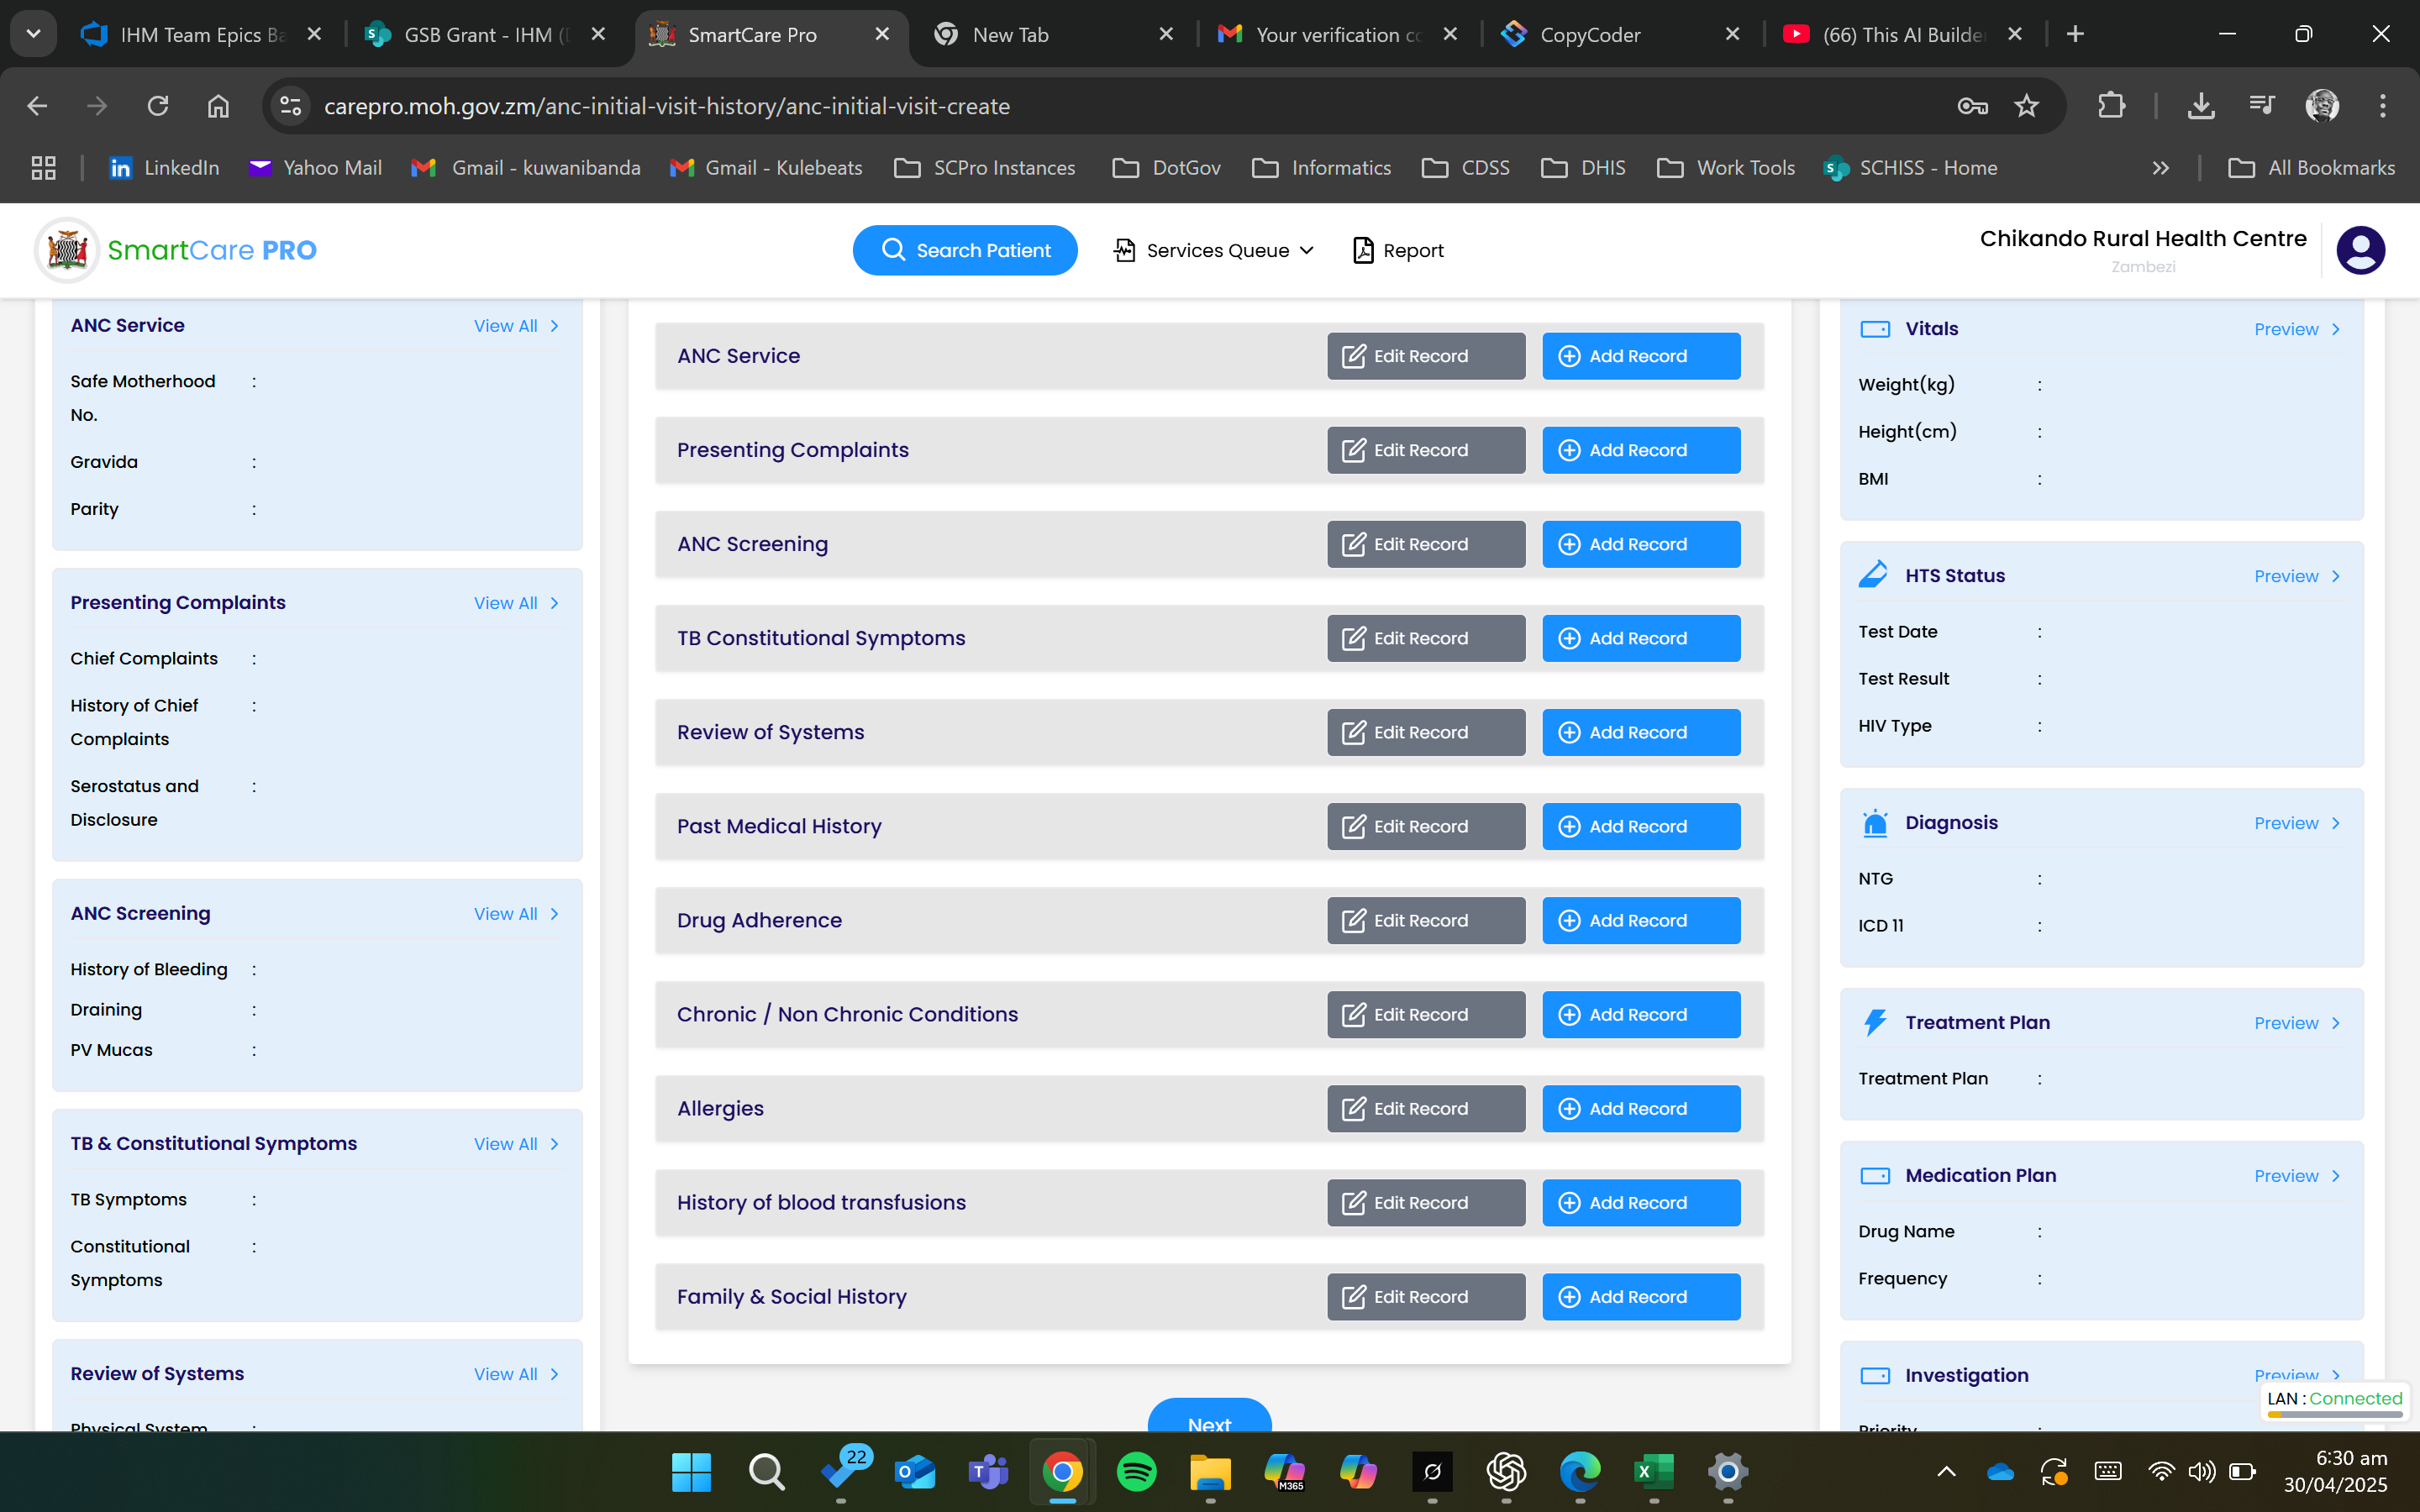 IHM Team Epics Ba
GSB Grant - IHM (
SmartCare Pro
New Tab
Your verification co
CopyCoder
(66) This AI Builde
carepro.moh.gov.zm/anc-initial-visit-history/anc-initial-visit-create
LinkedIn
Yahoo Mail
Gmail - kuwanibanda
Gmail - Kulebeats
SCPro Instances
DotGov
Informatics
CDSS
DHIS
Work Tools
SCHISS - Home
All Bookmarks
SmartCare PRO
Search Patient
Services Queue
Report
Chikando Rural Health Centre
Zambezi
ANC Service View All
Safe Motherhood :
No.
Gravida :
Parity :
Presenting Complaints View All
Chief Complaints :
History of Chief :
Complaints
Serostatus and :
Disclosure
ANC Screening View All
History of Bleeding :
Draining :
PV Mucas :
TB & Constitutional Symptoms View All
TB Symptoms :
Constitutional :
Symptoms
Review of Systems View All
Physical System :
ANC Service Edit Record Add Record
Presenting Complaints Edit Record Add Record
ANC Screening Edit Record Add Record
TB Constitutional Symptoms Edit Record Add Record
Review of Systems Edit Record Add Record
Past Medical History Edit Record Add Record
Drug Adherence Edit Record Add Record
Chronic / Non Chronic Conditions Edit Record Add Record
Allergies Edit Record Add Record
History of blood transfusions Edit Record Add Record
Family & Social History Edit Record Add Record
Next
Vitals Preview
Weight(kg) :
Height(cm) :
BMI :
HTS Status Preview
Test Date :
Test Result :
HIV Type :
Diagnosis Preview
NTG :
ICD 11 :
Treatment Plan Preview
Treatment Plan :
Medication Plan Preview
Drug Name :
Frequency :
Investigation Preview
Priority :
LAN : Connected
22
M365
6:30 am
30/04/2025